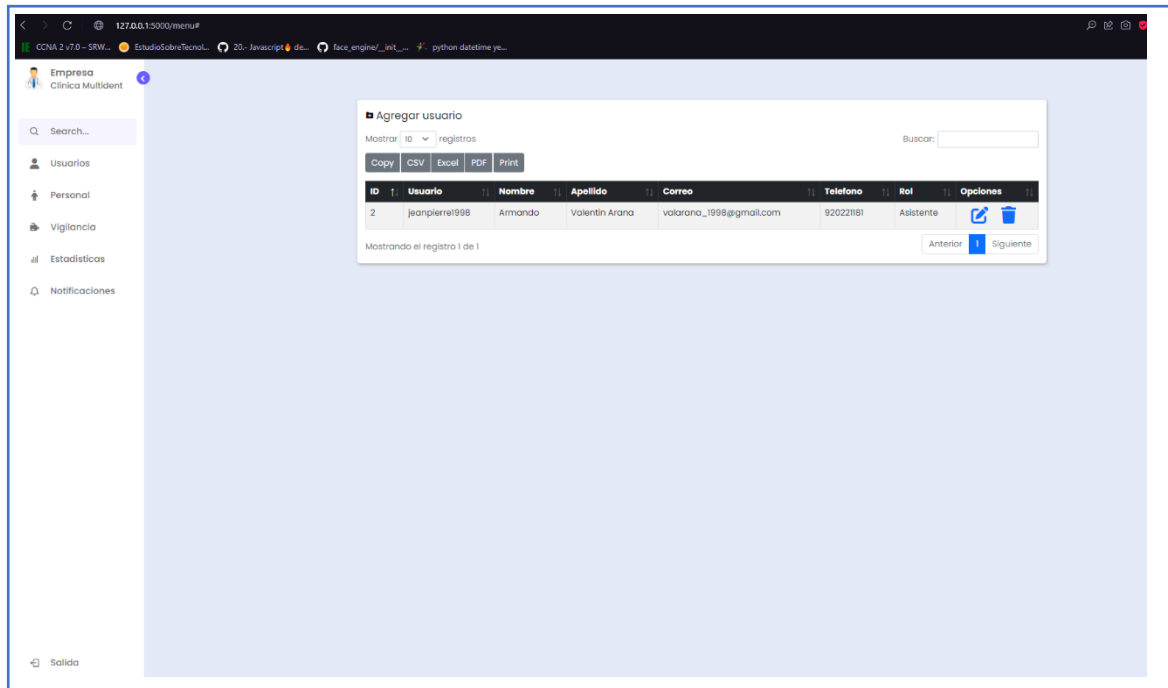 127.0.0.1:5000/menu#
CCNA 2 v7.0 – SRW... EstudioSobreTecnol... 20.- Javascript de... face_engine/__init__... python datetime ye...
Empresa
Clinica Multident
Search...
Usuarios
Personal
Vigilancia
Estadisticas
Notificaciones
Salida
Agregar usuario
Mostrar 10 registros Buscar:
Copy CSV Excel PDF Print
ID Usuario Nombre Apellido Correo Telefono Rol Opciones
2 jeanpierre1998 Armando Valentin Arana valarana_1998@gmail.com 920221181 Asistente
Mostrando el registro 1 de 1 Anterior 1 Siguiente